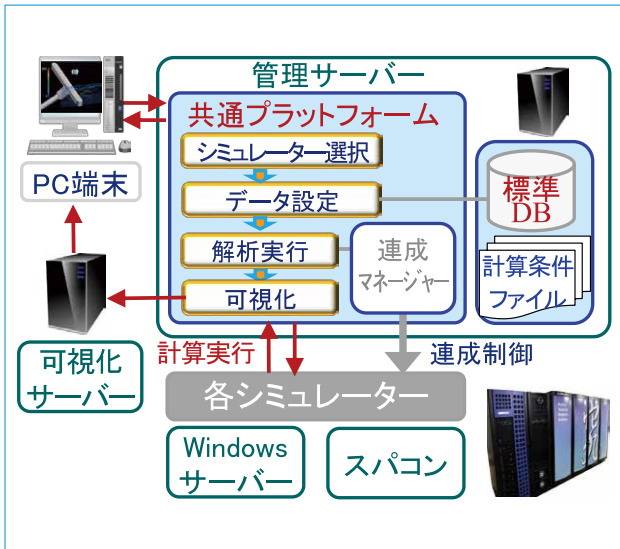 管理サーバー
共通プラットフォーム
シミュレーター選択
データ設定
解析実行
可視化
連成
マネージャー
標準
DB
計算条件
ファイル
PC端末
可視化
サーバー
計算実行
連成制御
各シミュレーター
Windows
サーバー
スパコン